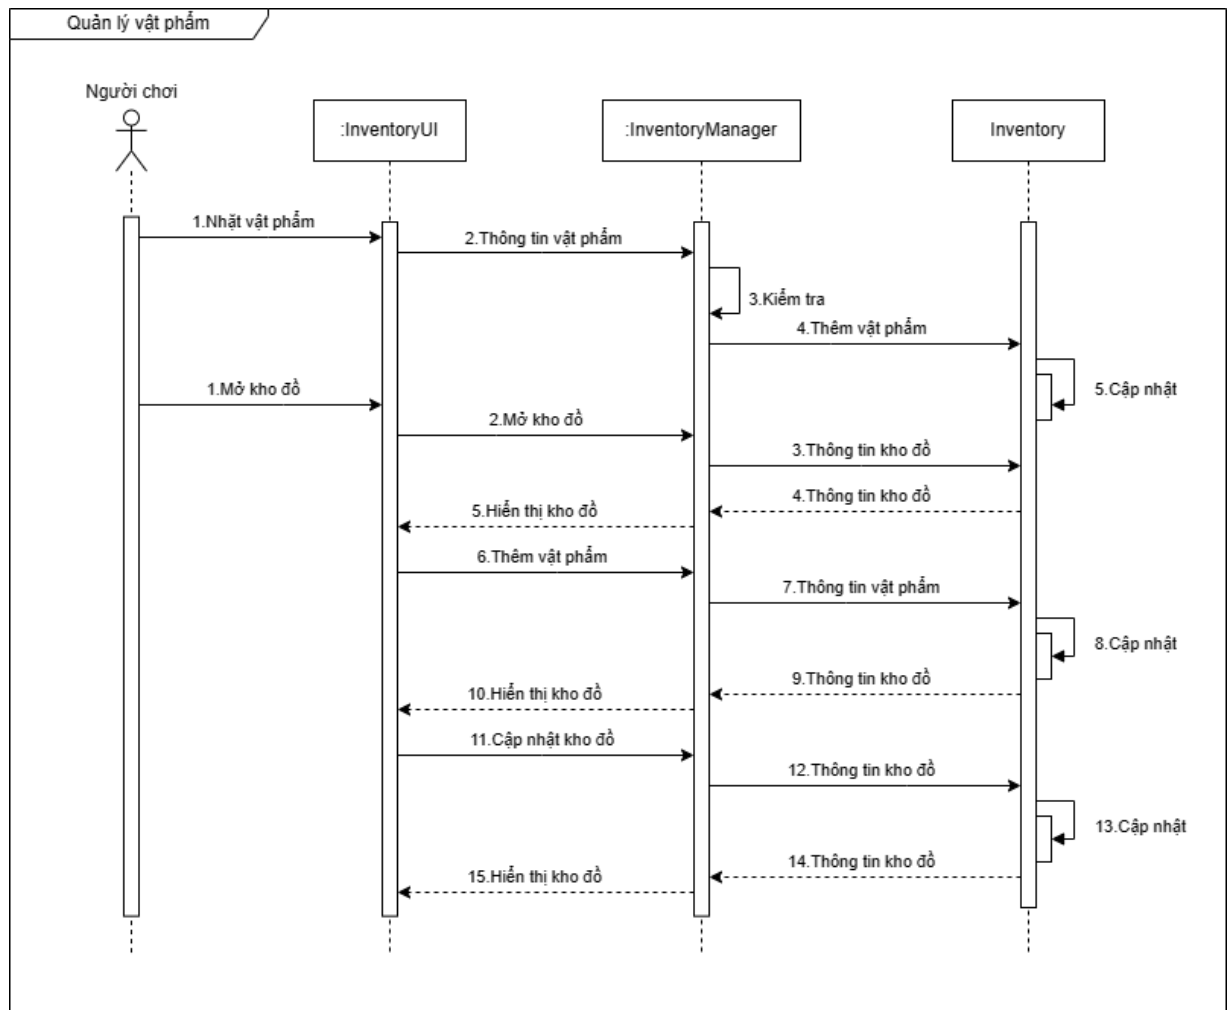 Quản lý vật phẩm
Người chơi
:InventoryUI
:InventoryManager
Inventory
1.Nhặt vật phẩm
2.Thông tin vật phẩm
3.Kiểm tra
4.Thêm vật phẩm
1.Mở kho đồ
5.Cập nhật
2.Mở kho đồ
3.Thông tin kho đồ
4.Thông tin kho đồ
5.Hiển thị kho đồ
6.Thêm vật phẩm
7.Thông tin vật phẩm
8.Cập nhật
9.Thông tin kho đồ
10.Hiển thị kho đồ
11.Cập nhật kho đồ
12.Thông tin kho đồ
13.Cập nhật
14.Thông tin kho đồ
15.Hiển thị kho đồ